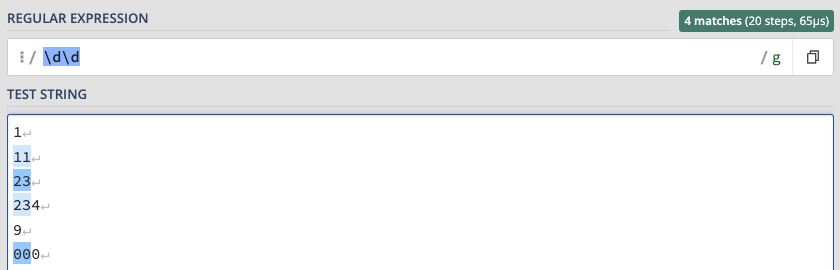 REGULAR EXPRESSION
4 matches (20 steps, 65μs)
⋮ / \d\d / g
TEST STRING
1↵
11↵
23↵
234↵
9↵
000↵